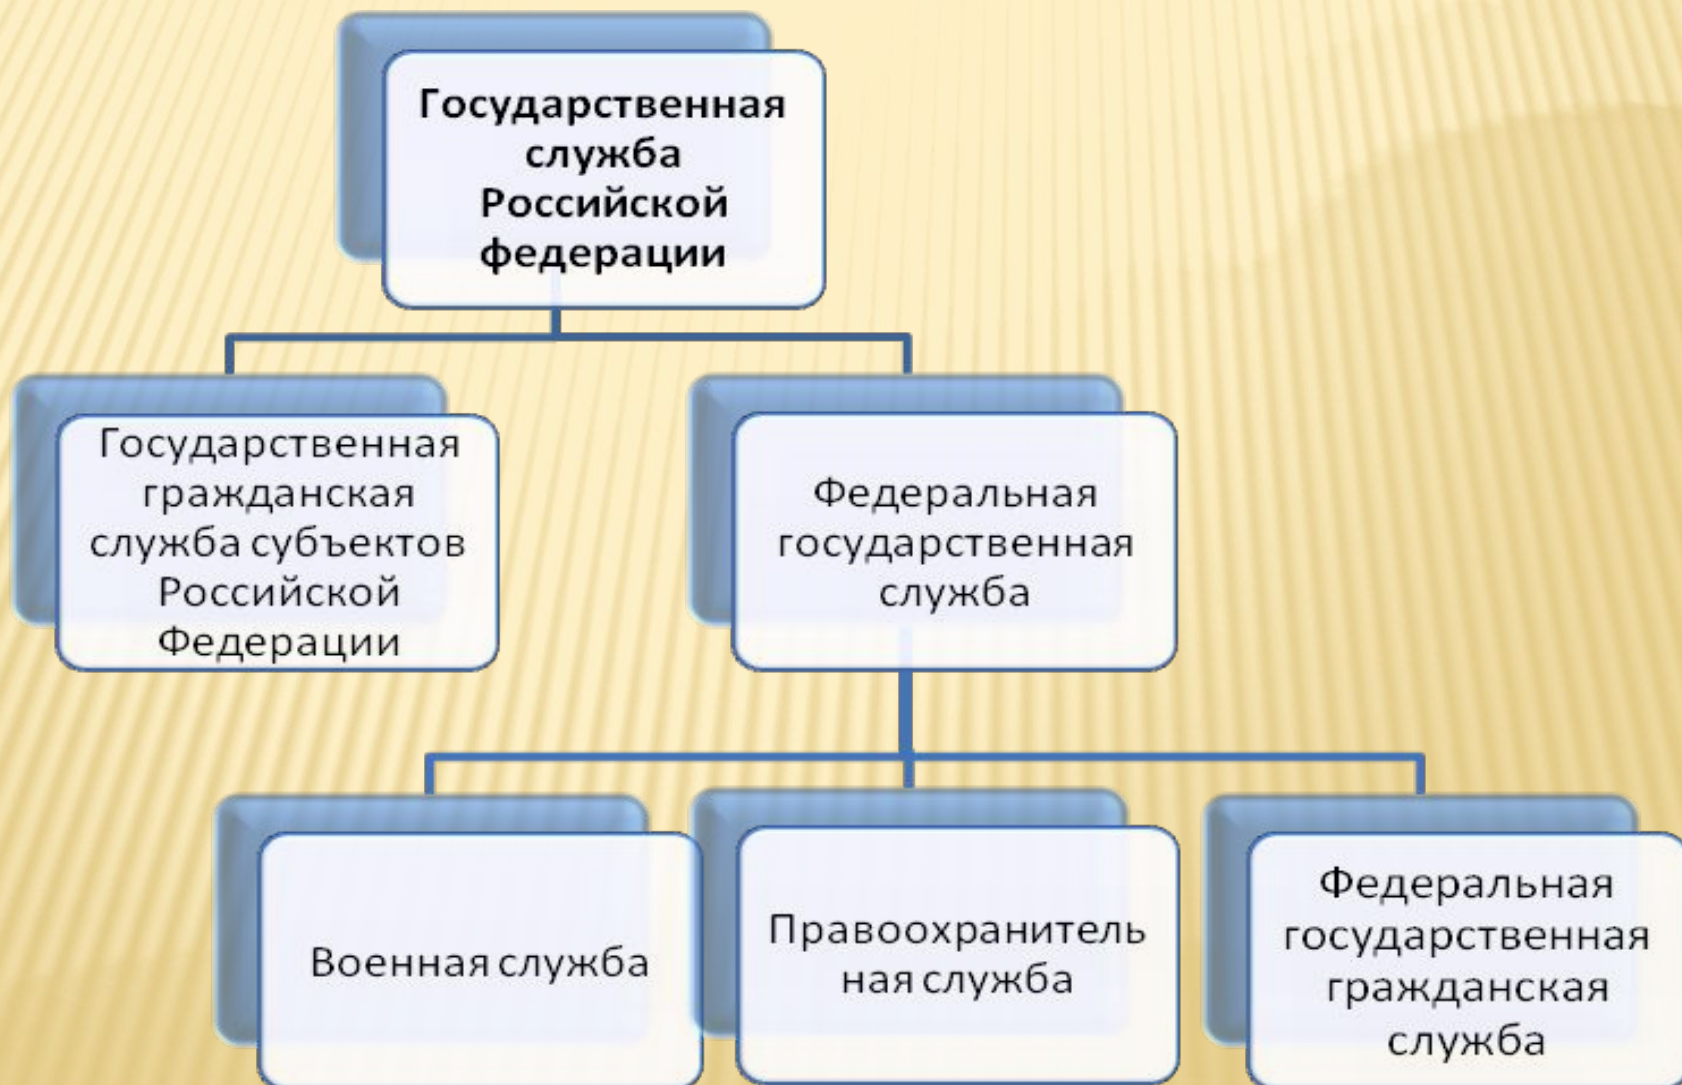 Государственная
служба
Российской
федерации
Государственная
гражданская
служба субъектов
Российской
Федерации
Федеральная
государственная
служба
Военная служба
Правоохранитель
ная служба
Федеральная
государственная
гражданская
служба